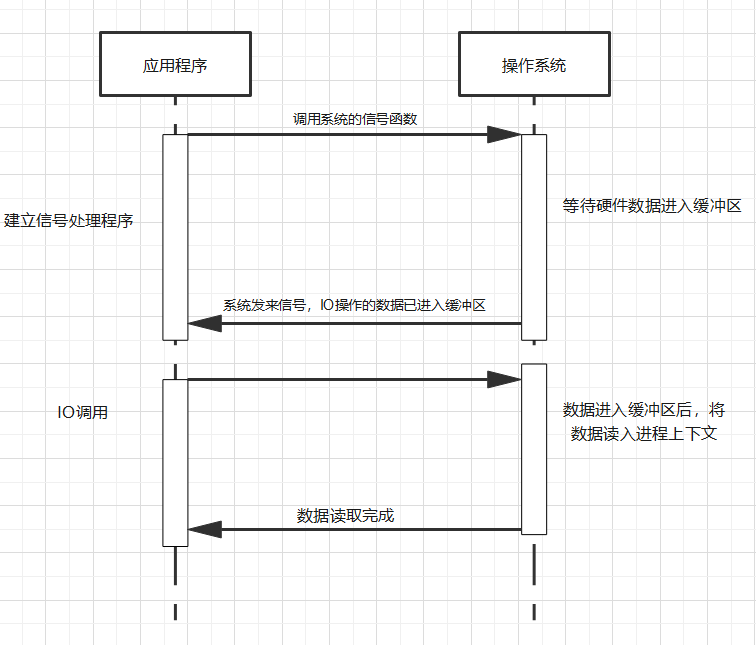 应用程序
操作系统
调用系统的信号函数
建立信号处理程序
等待硬件数据进入缓冲区
系统发来信号，IO操作的数据已进入缓冲区
IO调用
数据进入缓冲区后，将
数据读入进程上下文
数据读取完成